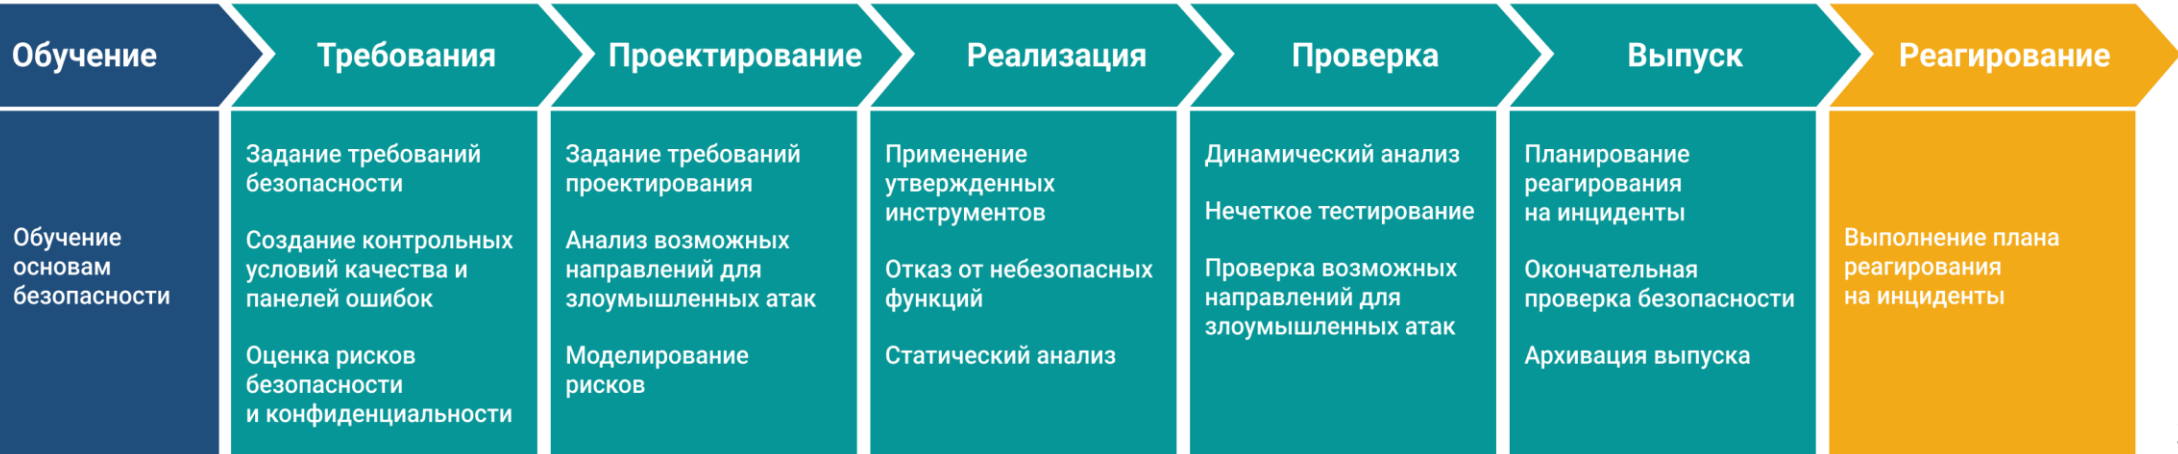 Обучение
Требования
Проектирование
Реализация
Проверка
Выпуск
Реагирование
Обучение
основам
безопасности
Задание требований
безопасности
Создание контрольных
условий качества и
панелей ошибок
Оценка рисков
безопасности
и конфиденциальности
Задание требований
проектирования
Анализ возможных
направлений для
злоумышленных атак
Моделирование
рисков
Применение
утвержденных
инструментов
Отказ от небезопасных
функций
Статический анализ
Динамический анализ
Нечеткое тестирование
Проверка возможных
направлений для
злоумышленных атак
Планирование
реагирования
на инциденты
Окончательная
проверка безопасности
Архивация выпуска
Выполнение плана
реагирования
на инциденты